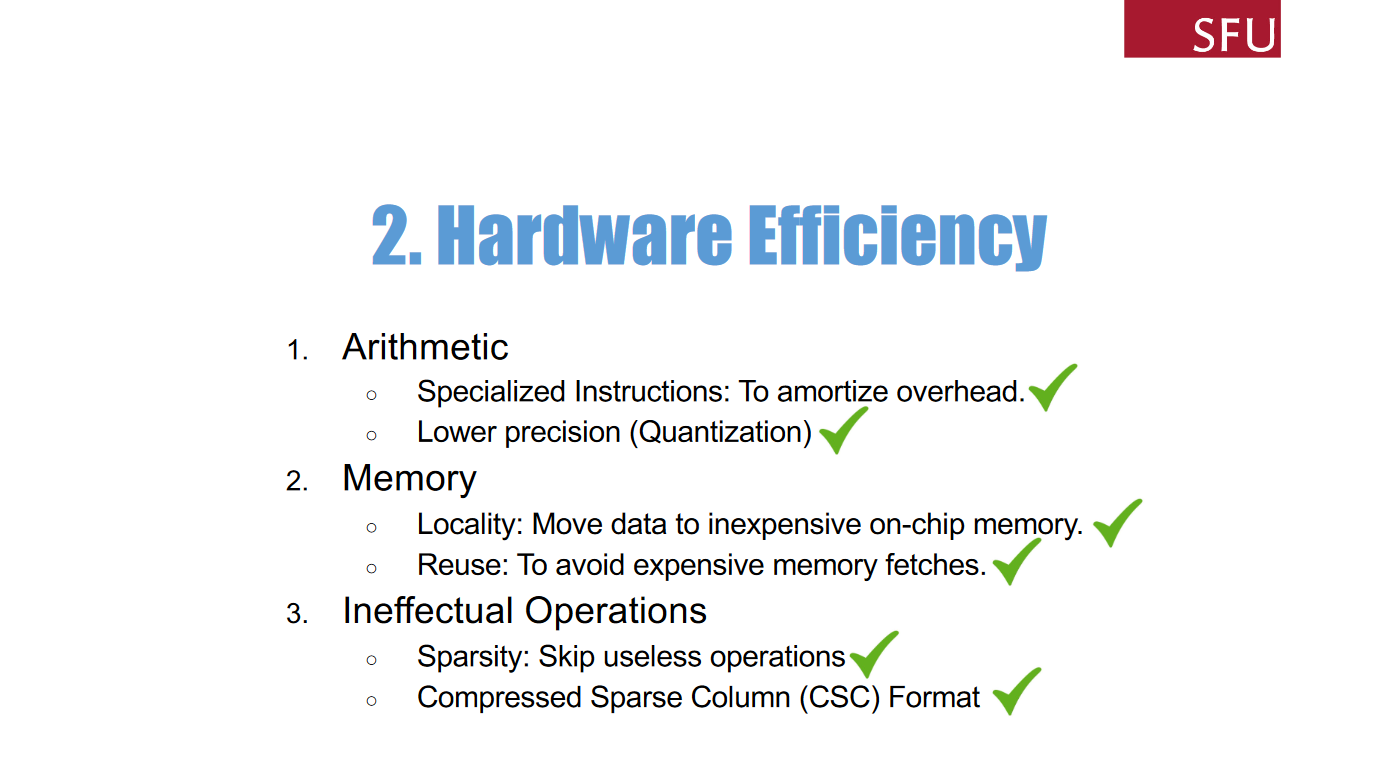 SFU
2. Hardware Efficiency
1. Arithmetic
○ Specialized Instructions: To amortize overhead.
○ Lower precision (Quantization)
2. Memory
○ Locality: Move data to inexpensive on-chip memory.
○ Reuse: To avoid expensive memory fetches.
3. Ineffectual Operations
○ Sparsity: Skip useless operations
○ Compressed Sparse Column (CSC) Format